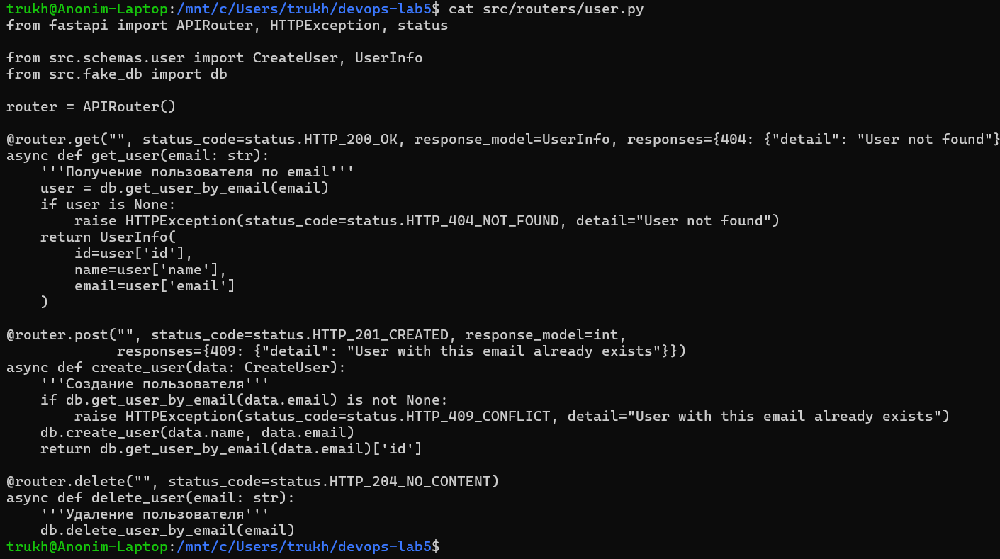 trukh@Anonim-Laptop:/mnt/c/Users/trukh/devops-lab5$ cat src/routers/user.py
from fastapi import APIRouter, HTTPException, status

from src.schemas.user import CreateUser, UserInfo
from src.fake_db import db

router = APIRouter()

@router.get("", status_code=status.HTTP_200_OK, response_model=UserInfo, responses={404: {"detail": "User not found"}
async def get_user(email: str):
    '''Получение пользователя по email'''
    user = db.get_user_by_email(email)
    if user is None:
        raise HTTPException(status_code=status.HTTP_404_NOT_FOUND, detail="User not found")
    return UserInfo(
        id=user['id'],
        name=user['name'],
        email=user['email']
    )

@router.post("", status_code=status.HTTP_201_CREATED, response_model=int,
             responses={409: {"detail": "User with this email already exists"}})
async def create_user(data: CreateUser):
    '''Создание пользователя'''
    if db.get_user_by_email(data.email) is not None:
        raise HTTPException(status_code=status.HTTP_409_CONFLICT, detail="User with this email already exists")
    db.create_user(data.name, data.email)
    return db.get_user_by_email(data.email)['id']

@router.delete("", status_code=status.HTTP_204_NO_CONTENT)
async def delete_user(email: str):
    '''Удаление пользователя'''
    db.delete_user_by_email(email)
trukh@Anonim-Laptop:/mnt/c/Users/trukh/devops-lab5$